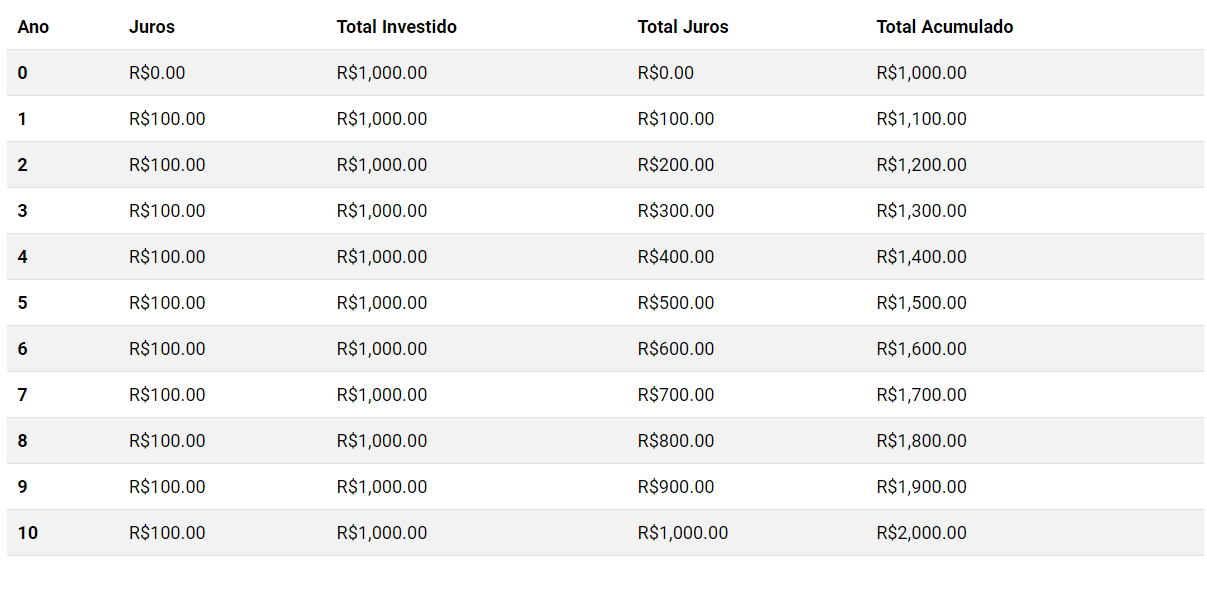 Ano Juros Total Investido Total Juros Total Acumulado
0 R$0.00 R$1,000.00 R$0.00 R$1,000.00
1 R$100.00 R$1,000.00 R$100.00 R$1,100.00
2 R$100.00 R$1,000.00 R$200.00 R$1,200.00
3 R$100.00 R$1,000.00 R$300.00 R$1,300.00
4 R$100.00 R$1,000.00 R$400.00 R$1,400.00
5 R$100.00 R$1,000.00 R$500.00 R$1,500.00
6 R$100.00 R$1,000.00 R$600.00 R$1,600.00
7 R$100.00 R$1,000.00 R$700.00 R$1,700.00
8 R$100.00 R$1,000.00 R$800.00 R$1,800.00
9 R$100.00 R$1,000.00 R$900.00 R$1,900.00
10 R$100.00 R$1,000.00 R$1,000.00 R$2,000.00